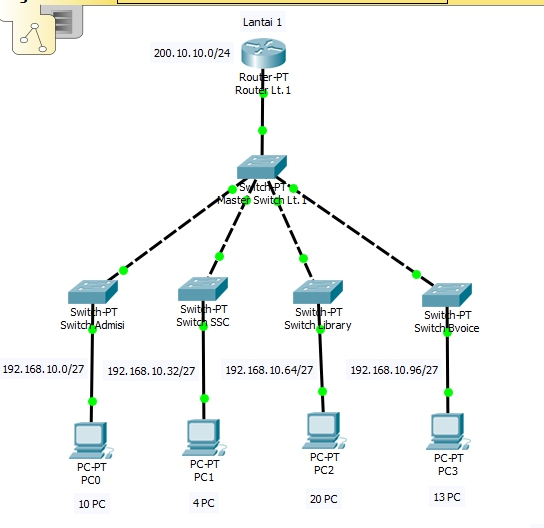 Lantai 1
200.10.10.0/24
Router-PT
Router Lt.1
Switch-PT
Master Switch Lt.1
Switch-PT
Switch Admisi
Switch-PT
Switch SSC
Switch-PT
Switch Library
Switch-PT
Switch Bvoice
192.168.10.0/27
192.168.10.32/27
192.168.10.64/27
192.168.10.96/27
PC-PT
PC0
PC-PT
PC1
PC-PT
PC2
PC-PT
PC3
10 PC
4 PC
20 PC
13 PC